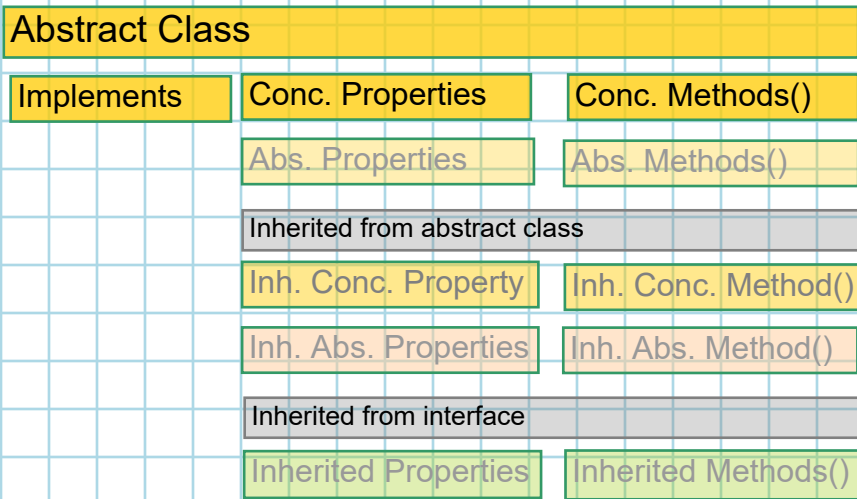 Abstract Class
Implements Conc. Properties Conc. Methods()
Abs. Properties Abs. Methods()
Inherited from abstract class
Inh. Conc. Property Inh. Conc. Method()
Inh. Abs. Properties Inh. Abs. Method()
Inherited from interface
Inherited Properties Inherited Methods()